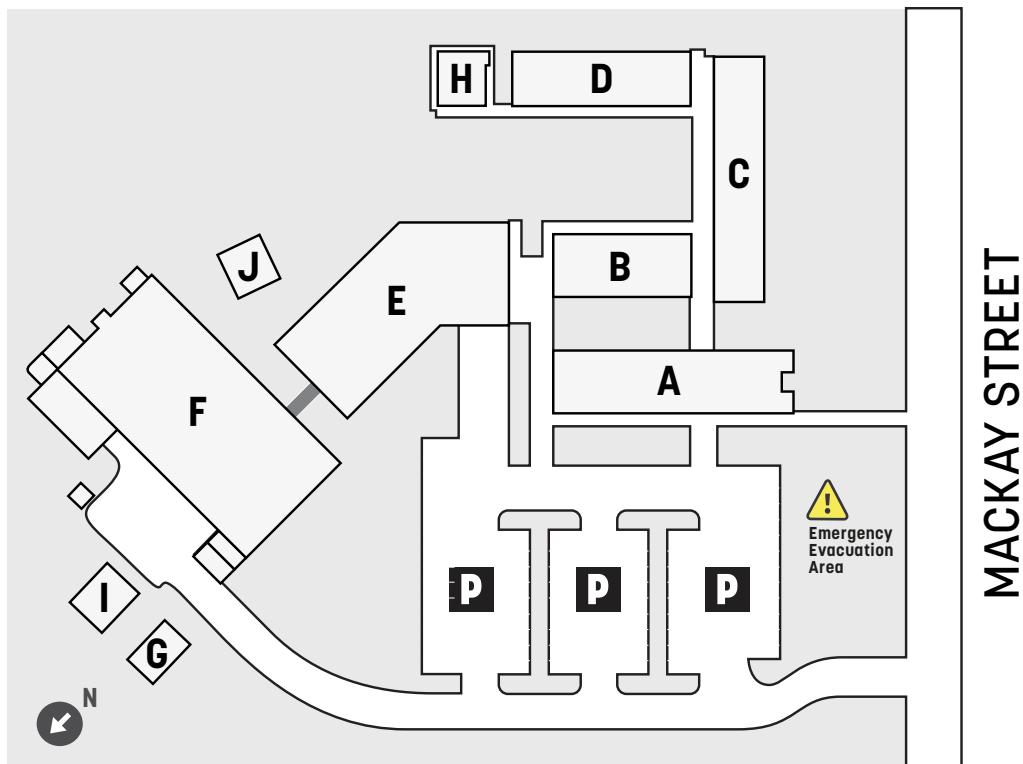 H
D
C
J
B
E
A
F
MACKAY STREET
!
Emergency
Evacuation
Area
P
P
P
I
G
N